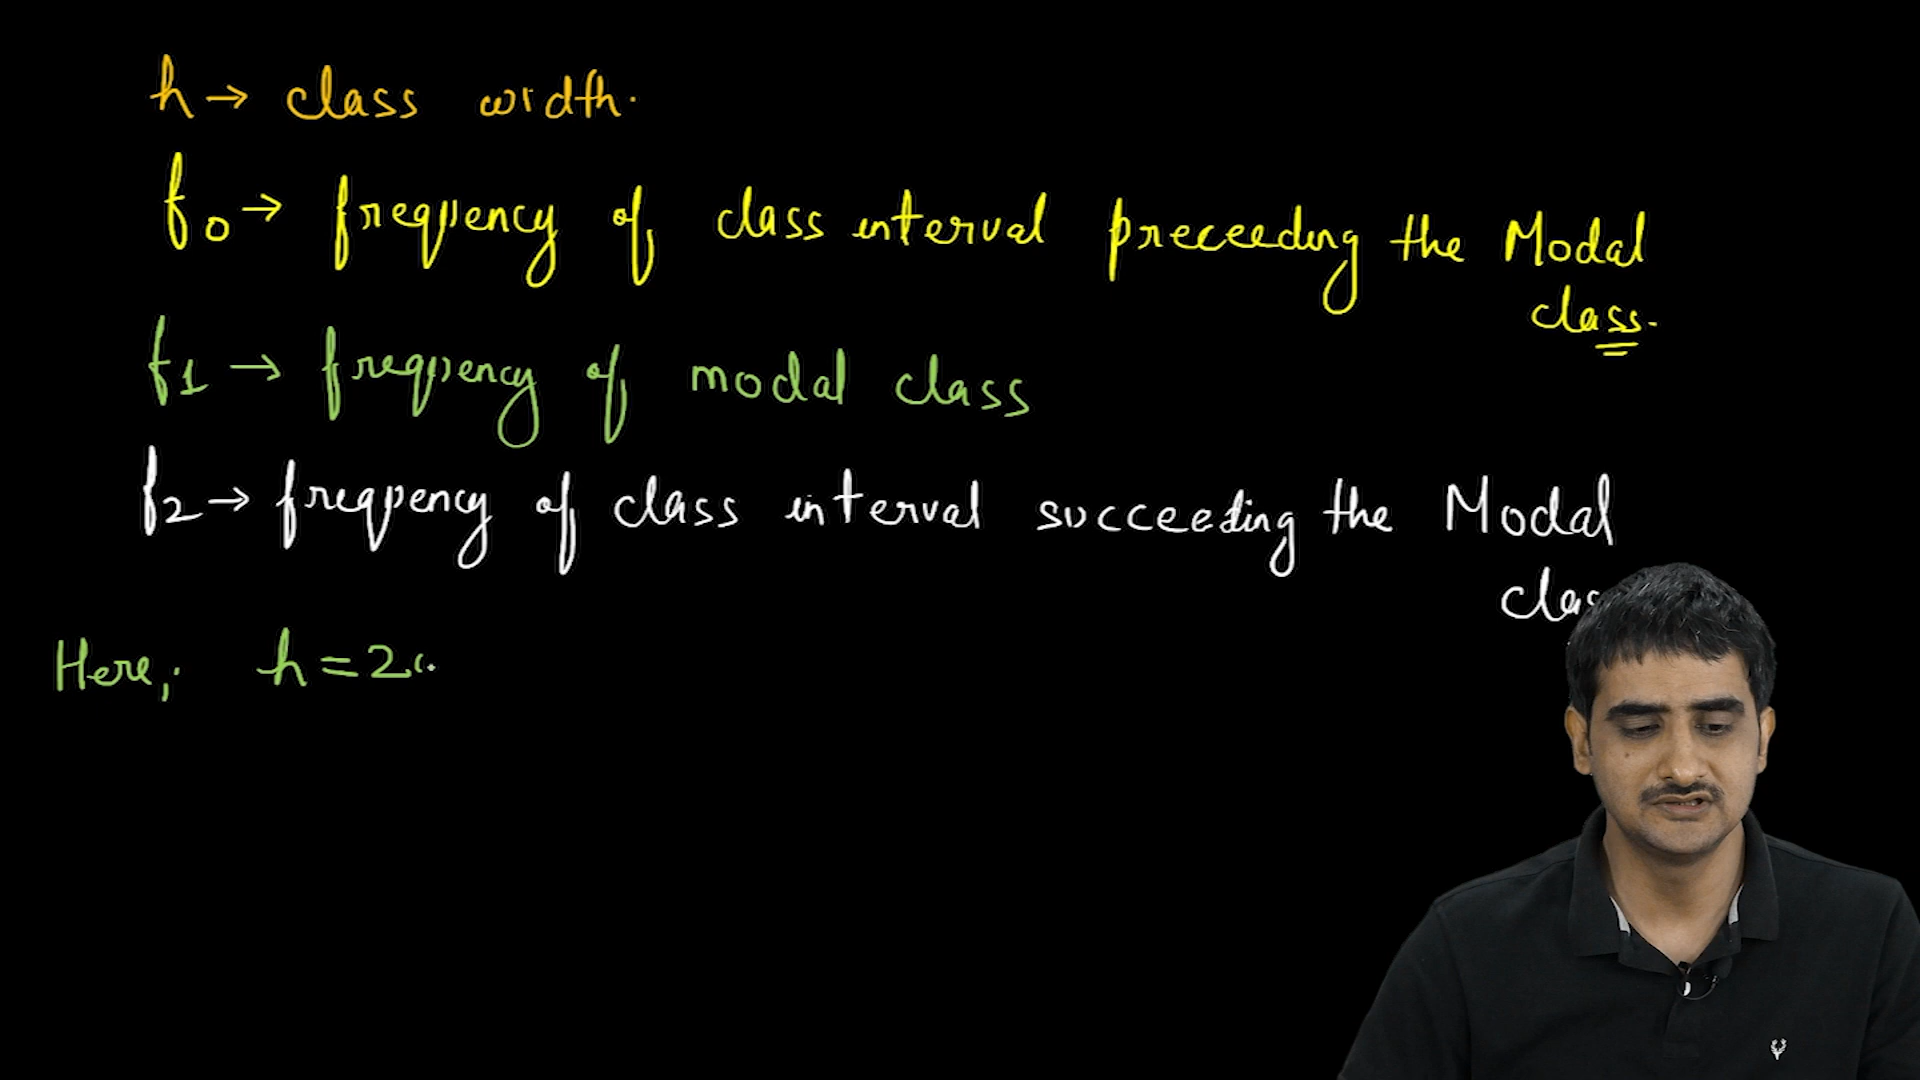 h → class width.
f₀ → frequency of class interval preceeding the Modal
class.
f1 → frequency of modal class
f2 → frequency of class interval succeeding the Modal
Here, h = 2